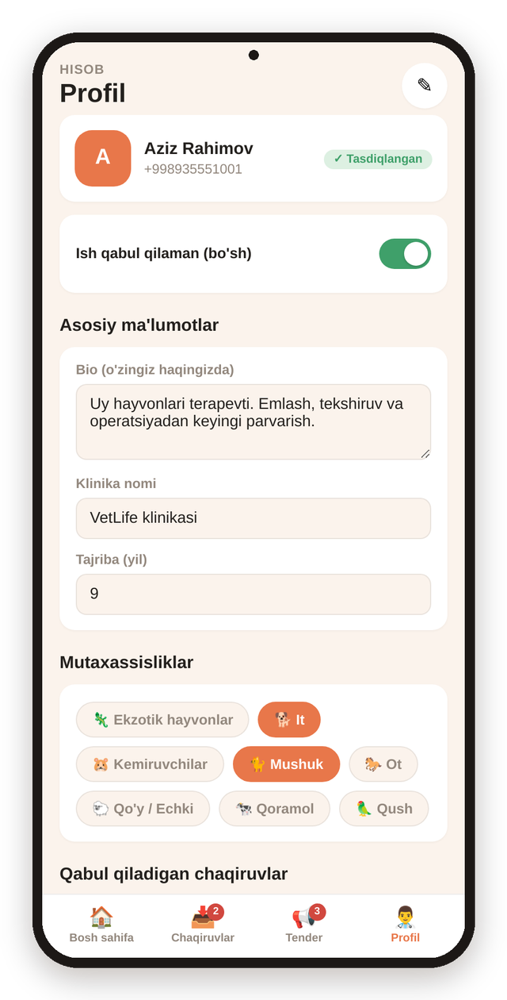 HISOB
Profil
✎
A
Aziz Rahimov
+998935551001
✓ Tasdiqlangan
Ish qabul qilaman (bo'sh)
Asosiy ma'lumotlar
Bio (o'zingiz haqingizda)
Uy hayvonlari terapevti. Emlash, tekshiruv va
operatsiyadan keyingi parvarish.
Klinika nomi
VetLife klinikasi
Tajriba (yil)
9
Mutaxassisliklar
🦎 Ekzotik hayvonlar
🐕 It
🐹 Kemiruvchilar
🐈 Mushuk
🐎 Ot
🐑 Qo'y / Echki
🐄 Qoramol
🦜 Qush
Qabul qiladigan chaqiruvlar
2
3
Bosh sahifa
Chaqiruvlar
Tender
Profil